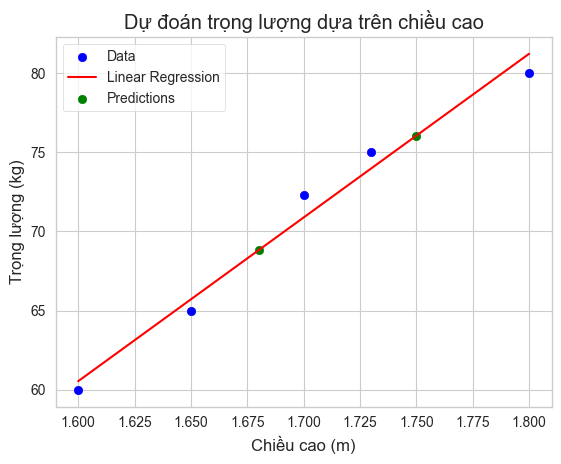 Dự đoán trọng lượng dựa trên chiều cao
Data
Linear Regression
Predictions
Trọng lượng (kg)
80
75
70
65
60
1.600 1.625 1.650 1.675 1.700 1.725 1.750 1.775 1.800
Chiều cao (m)